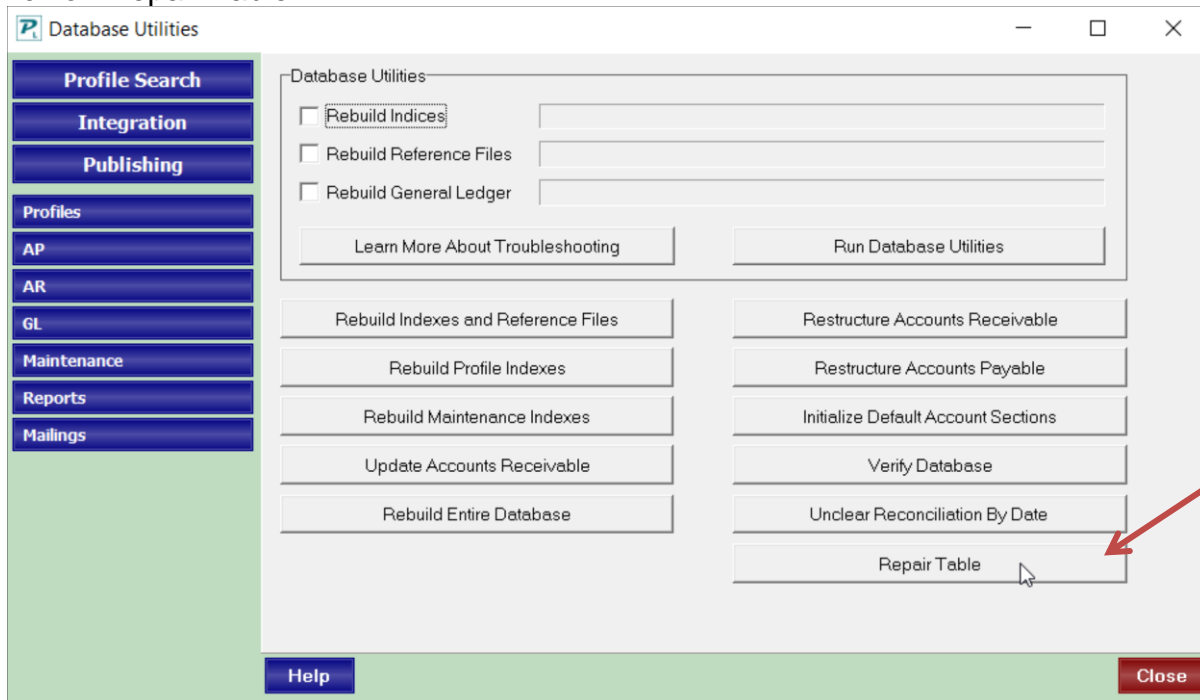 Database Utilities
Profile Search
Integration
Publishing
Profiles
AP
AR
GL
Maintenance
Reports
Mailings
Database Utilities
Rebuild Indices
Rebuild Reference Files
Rebuild General Ledger
Learn More About Troubleshooting
Run Database Utilities
Rebuild Indexes and Reference Files
Restructure Accounts Receivable
Rebuild Profile Indexes
Restructure Accounts Payable
Rebuild Maintenance Indexes
Initialize Default Account Sections
Update Accounts Receivable
Verify Database
Rebuild Entire Database
Unclear Reconciliation By Date
Repair Table
Help
Close